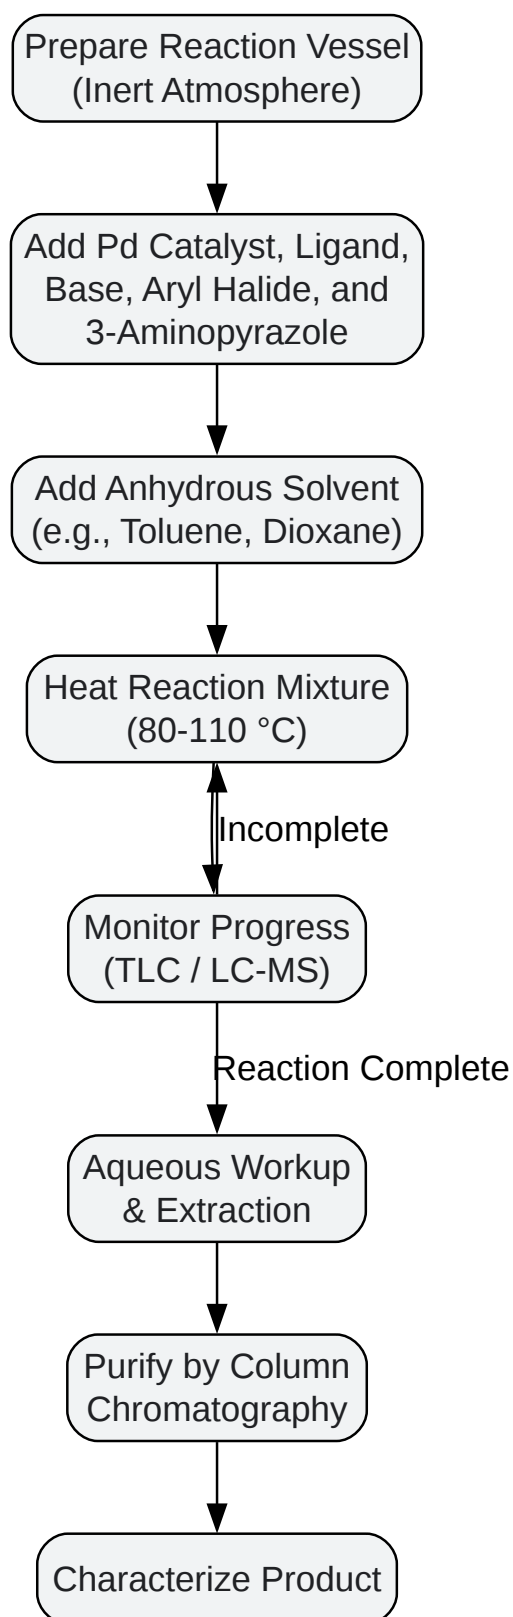 Prepare Reaction Vessel
(Inert Atmosphere)
Add Pd Catalyst, Ligand,
Base, Aryl Halide, and
3-Aminopyrazole
Add Anhydrous Solvent
(e.g., Toluene, Dioxane)
Heat Reaction Mixture
(80-110 °C)
Incomplete
Monitor Progress
(TLC / LC-MS)
Reaction Complete
Aqueous Workup
& Extraction
Purify by Column
Chromatography
Characterize Product